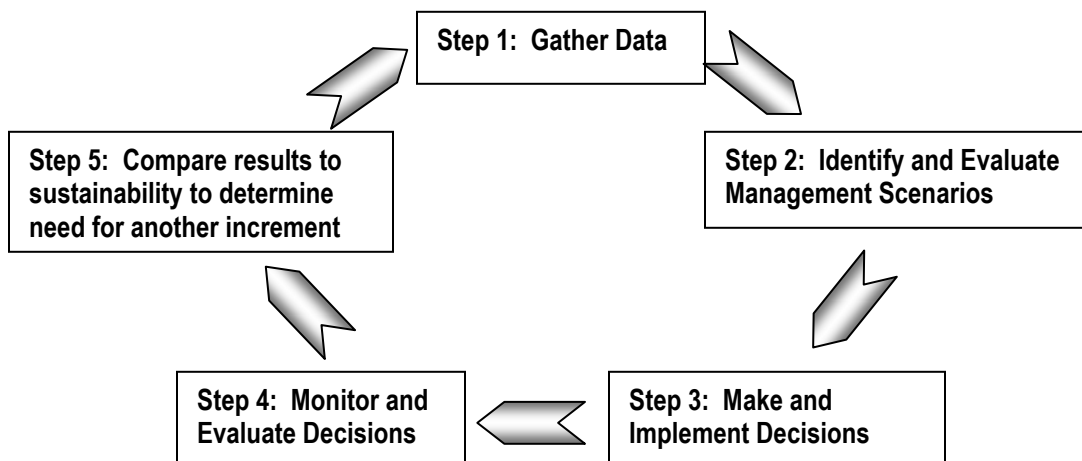 Step 1:  Gather Data
Step 2:  Identify and Evaluate
Management Scenarios
Step 3:  Make and
Implement Decisions
Step 4:  Monitor and
Evaluate Decisions
Step 5:  Compare results to
sustainability to determine
need for another increment